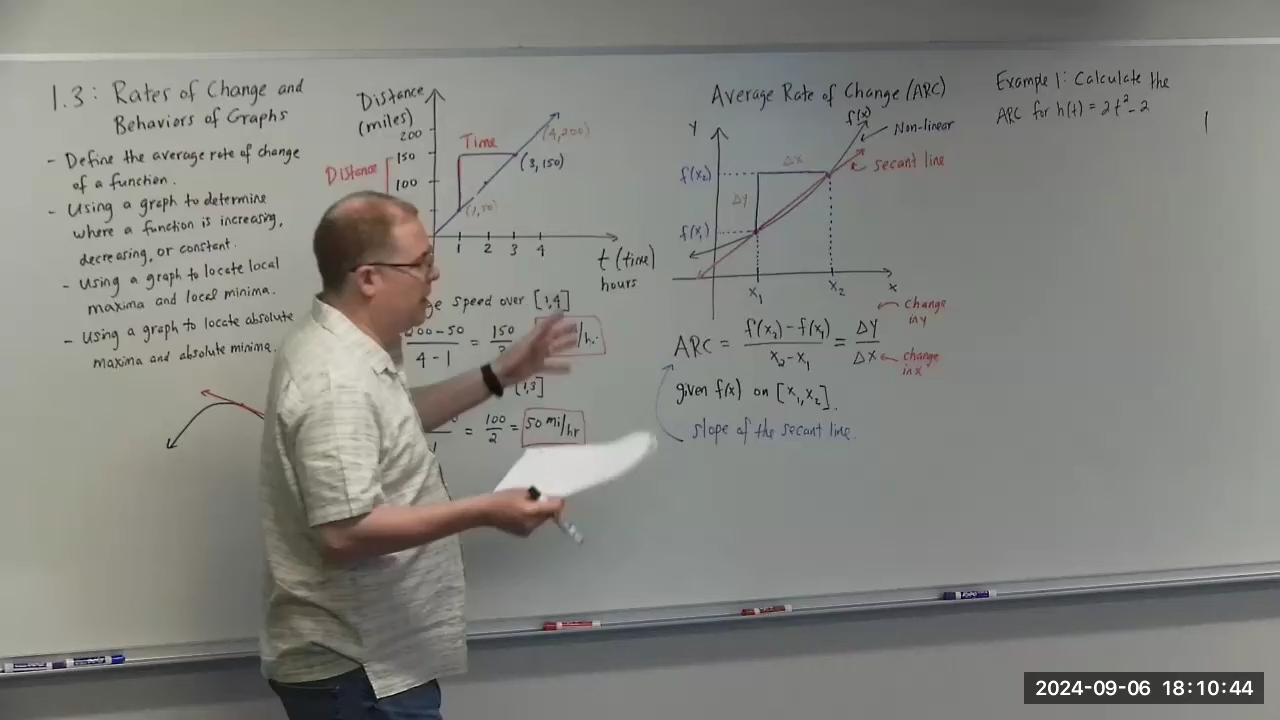 1.3: Rates of Change and
Behaviors of Graphs
- Define the average rate of change
of a function.
- Using a graph to determine
where a function is increasing,
decreasing, or constant.
- Using a graph to locate local
maxima and local minima.
- Using a graph to locate absolute
maxima and absolute minima.
Distance
(miles)
200
150
100
Distance
Time
(4,200)
(3,150)
(1,50)
1 2 3 4
t (time)
hours
speed over [1,4]
200-50
4-1
= 150
/hr.
[1,3]
= 100/2 = 50 mi/hr
Average Rate of Change (ARC)
Y
f(x)
Non-linear
secant line
Δx
Δy
f(x₂)
f(x₁)
x₁
x₂
x
ARC = f(x₂)-f(x₁)/x₂-x₁ = ΔY/ΔX
change
in y
change
in x
given f(x) on [x₁,x₂].
slope of the secant line.
Example 1: Calculate the
ARC for h(t) = 2t²-2
2024-09-06 18:10:44